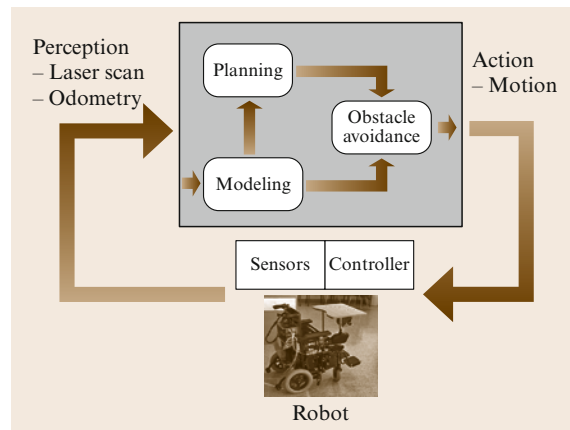 Perception
– Laser scan
– Odometry
Planning
Obstacle
avoidance
Modeling
Action
– Motion
Sensors
Controller
Robot